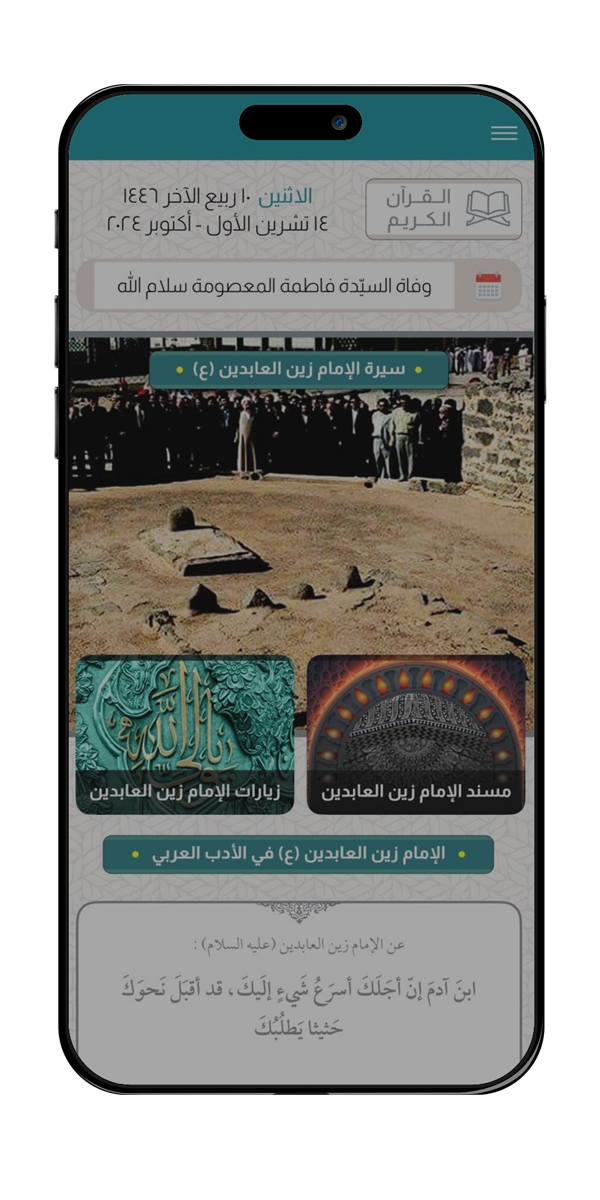 القرآن
الكريم
الاثنين ١٠ ربيع الآخر ١٤٤٦
١٤ تشرين الأول - أكتوبر ٢٠٢٤
وفاة السيّدة فاطمة المعصومة سلام الله
سيرة الإمام زين العابدين (ع)
مسند الإمام زين العابدين
زيارات الإمام زين العابدين
الإمام زين العابدين (ع) في الأدب العربي
عن الإمام زين العابدين (عليه السلام) :
ابنَ آدمَ إنّ أجَلَكَ أسرَعُ شَيءٍ إلَيكَ، قد أقبَلَ نَحوَكَ
حَثيثا يَطلُبُكَ